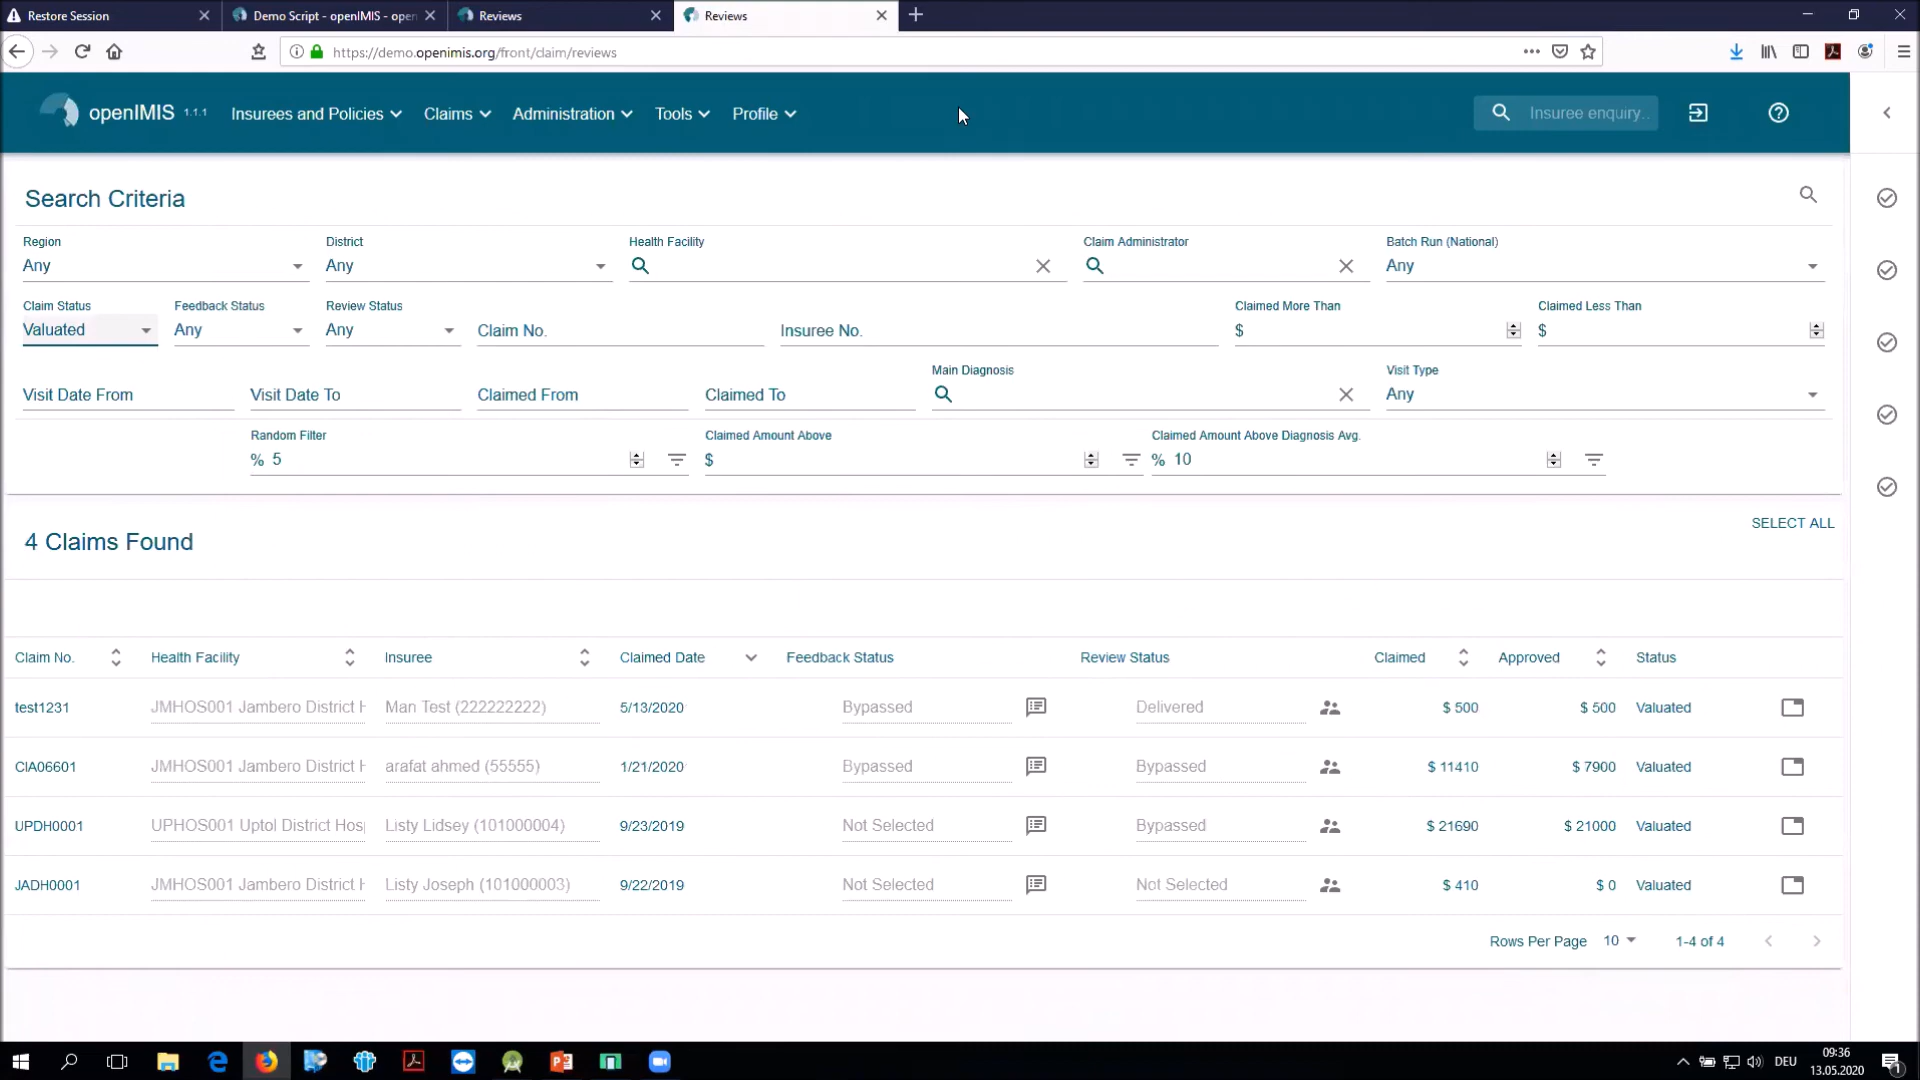 Restore Session
Demo Script - openIMIS - open
Reviews
Reviews
https://demo.openimis.org/front/claim/reviews
openIMIS 1.1.1 Insurees and Policies Claims Administration Tools Profile Insuree enquiry..
Search Criteria
Region District Health Facility Claim Administrator Batch Run (National)
Any Any Any
Claim Status Feedback Status Review Status Claimed More Than Claimed Less Than
Valuated Any Any Claim No. Insuree No. $ $
Main Diagnosis Visit Type
Visit Date From Visit Date To Claimed From Claimed To Any
Random Filter Claimed Amount Above Claimed Amount Above Diagnosis Avg.
% 5 $ % 10
SELECT ALL
4 Claims Found
Claim No. Health Facility Insuree Claimed Date Feedback Status Review Status Claimed Approved Status
test1231 JMHOS001 Jambero District H Man Test (222222222) 5/13/2020 Bypassed Delivered $ 500 $ 500 Valuated
CIA06601 JMHOS001 Jambero District H arafat ahmed (55555) 1/21/2020 Bypassed Bypassed $ 11410 $ 7900 Valuated
UPDH0001 UPHOS001 Uptol District Hosp Listy Lidsey (101000004) 9/23/2019 Not Selected Bypassed $ 21690 $ 21000 Valuated
JADH0001 JMHOS001 Jambero District H Listy Joseph (101000003) 9/22/2019 Not Selected Not Selected $ 410 $ 0 Valuated
Rows Per Page 10 1-4 of 4
DEU
09:36
13.05.2020
1